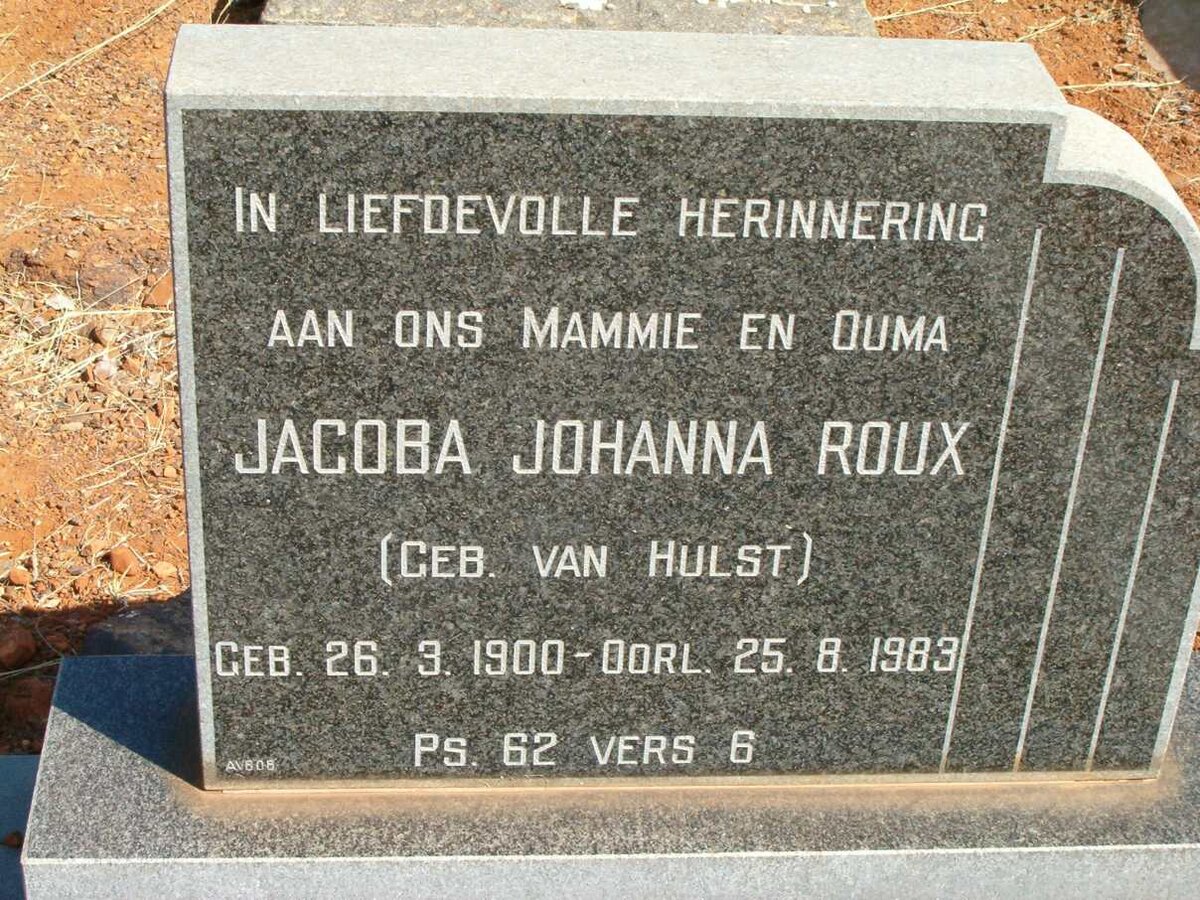 IN LIEFDEVOLLE HERINNERING
AAN ONS MAMMIE EN OUMA
JACOBA JOHANNA ROUX
(GEB. VAN HULST)
GEB. 26. 3. 1900 - OORL. 25. 8. 1983
PS. 62 VERS 6